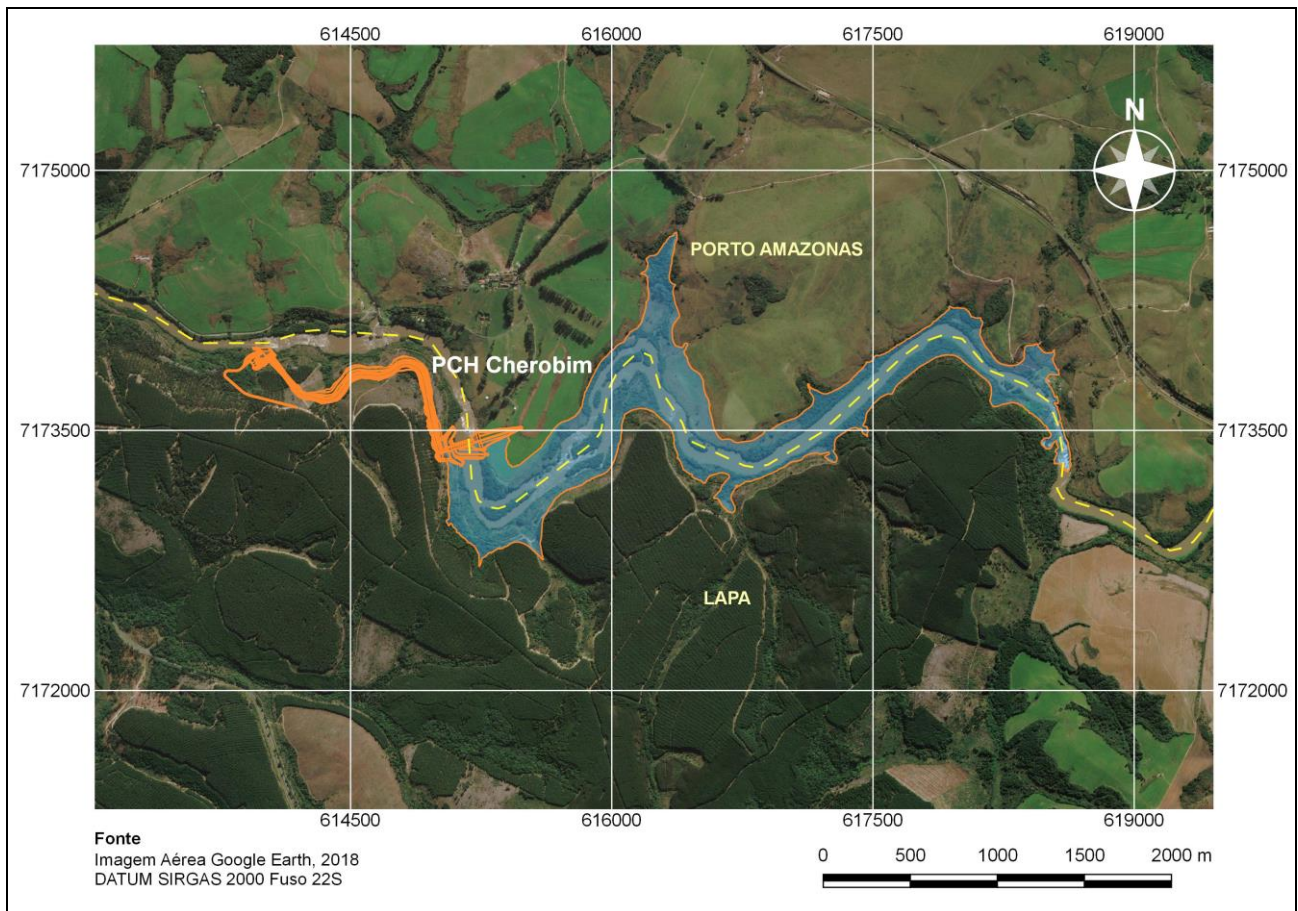 614500 616000 617500 619000
N
7175000 7175000
PORTO AMAZONAS
PCH Cherobim
7173500 7173500
LAPA
7172000 7172000
614500 616000 617500 619000
Fonte
Imagem Aérea Google Earth, 2018
DATUM SIRGAS 2000 Fuso 22S
0 500 1000 1500 2000 m